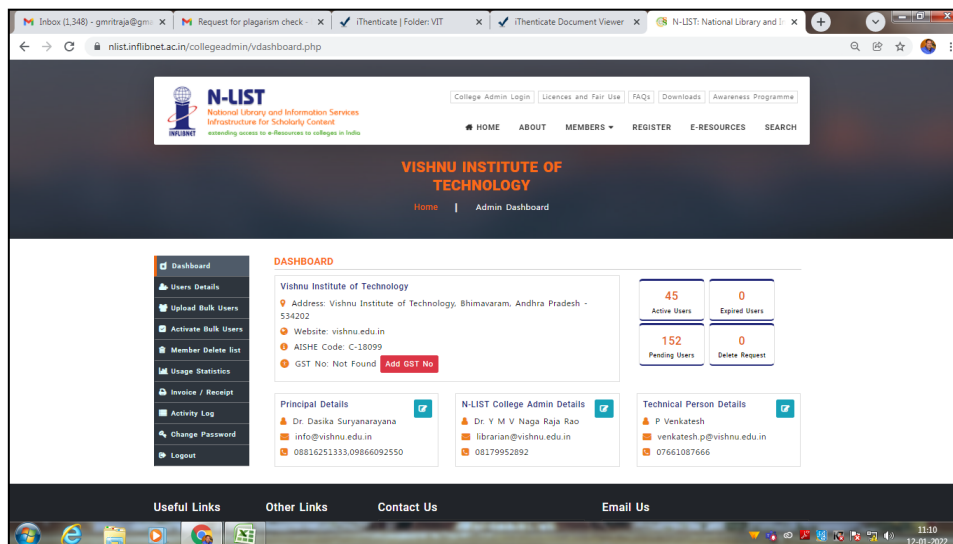 Inbox (1,348) - gmritraja@gma
Request for plagarism check -
iThenticate | Folder: VIT
iThenticate Document Viewer
N-LIST: National Library and I
nlist.inflibnet.ac.in/collegeadmin/vdashboard.php
INFLIBNET
N-LIST
National Library and Information Services
Infrastructure for Scholarly Content
extending access to e-Resources to colleges in India
College Admin Login Licences and Fair Use FAQs Downloads Awareness Programme
HOME ABOUT MEMBERS REGISTER E-RESOURCES SEARCH
VISHNU INSTITUTE OF
TECHNOLOGY
Home | Admin Dashboard
Dashboard
Users Details
Upload Bulk Users
Activate Bulk Users
Member Delete list
Usage Statistics
Invoice / Receipt
Activity Log
Change Password
Logout
DASHBOARD
Vishnu Institute of Technology
Address: Vishnu Institute of Technology, Bhimavaram, Andhra Pradesh -
534202
Website: vishnu.edu.in
AISHE Code: C-18099
GST No: Not Found Add GST No
45
Active Users
0
Expired Users
152
Pending Users
0
Delete Request
Principal Details
Dr. Dasika Suryanarayana
info@vishnu.edu.in
08816251333,09866092550
N-LIST College Admin Details
Dr. Y M V Naga Raja Rao
librarian@vishnu.edu.in
08179952892
Technical Person Details
P Venkatesh
venkatesh.p@vishnu.edu.in
07661087666
Useful Links Other Links Contact Us Email Us
11:10
12-01-2022